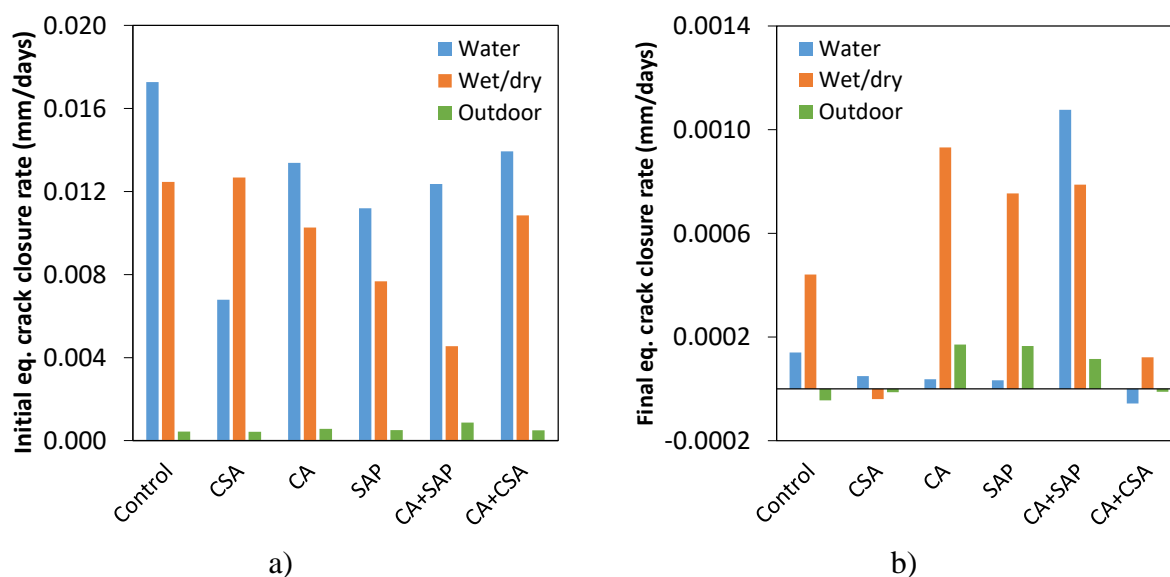 Initial eq. crack closure rate (mm/days)
0.020
0.016
0.012
0.008
0.004
0.000
Water
Wet/dry
Outdoor
Control
CSA
CA
SAP
CA+SAP
CA+CSA
a)
Final eq. crack closure rate (mm/days)
0.0014
0.0010
0.0006
0.0002
-0.0002
Water
Wet/dry
Outdoor
Control
CSA
CA
SAP
CA+SAP
CA+CSA
b)